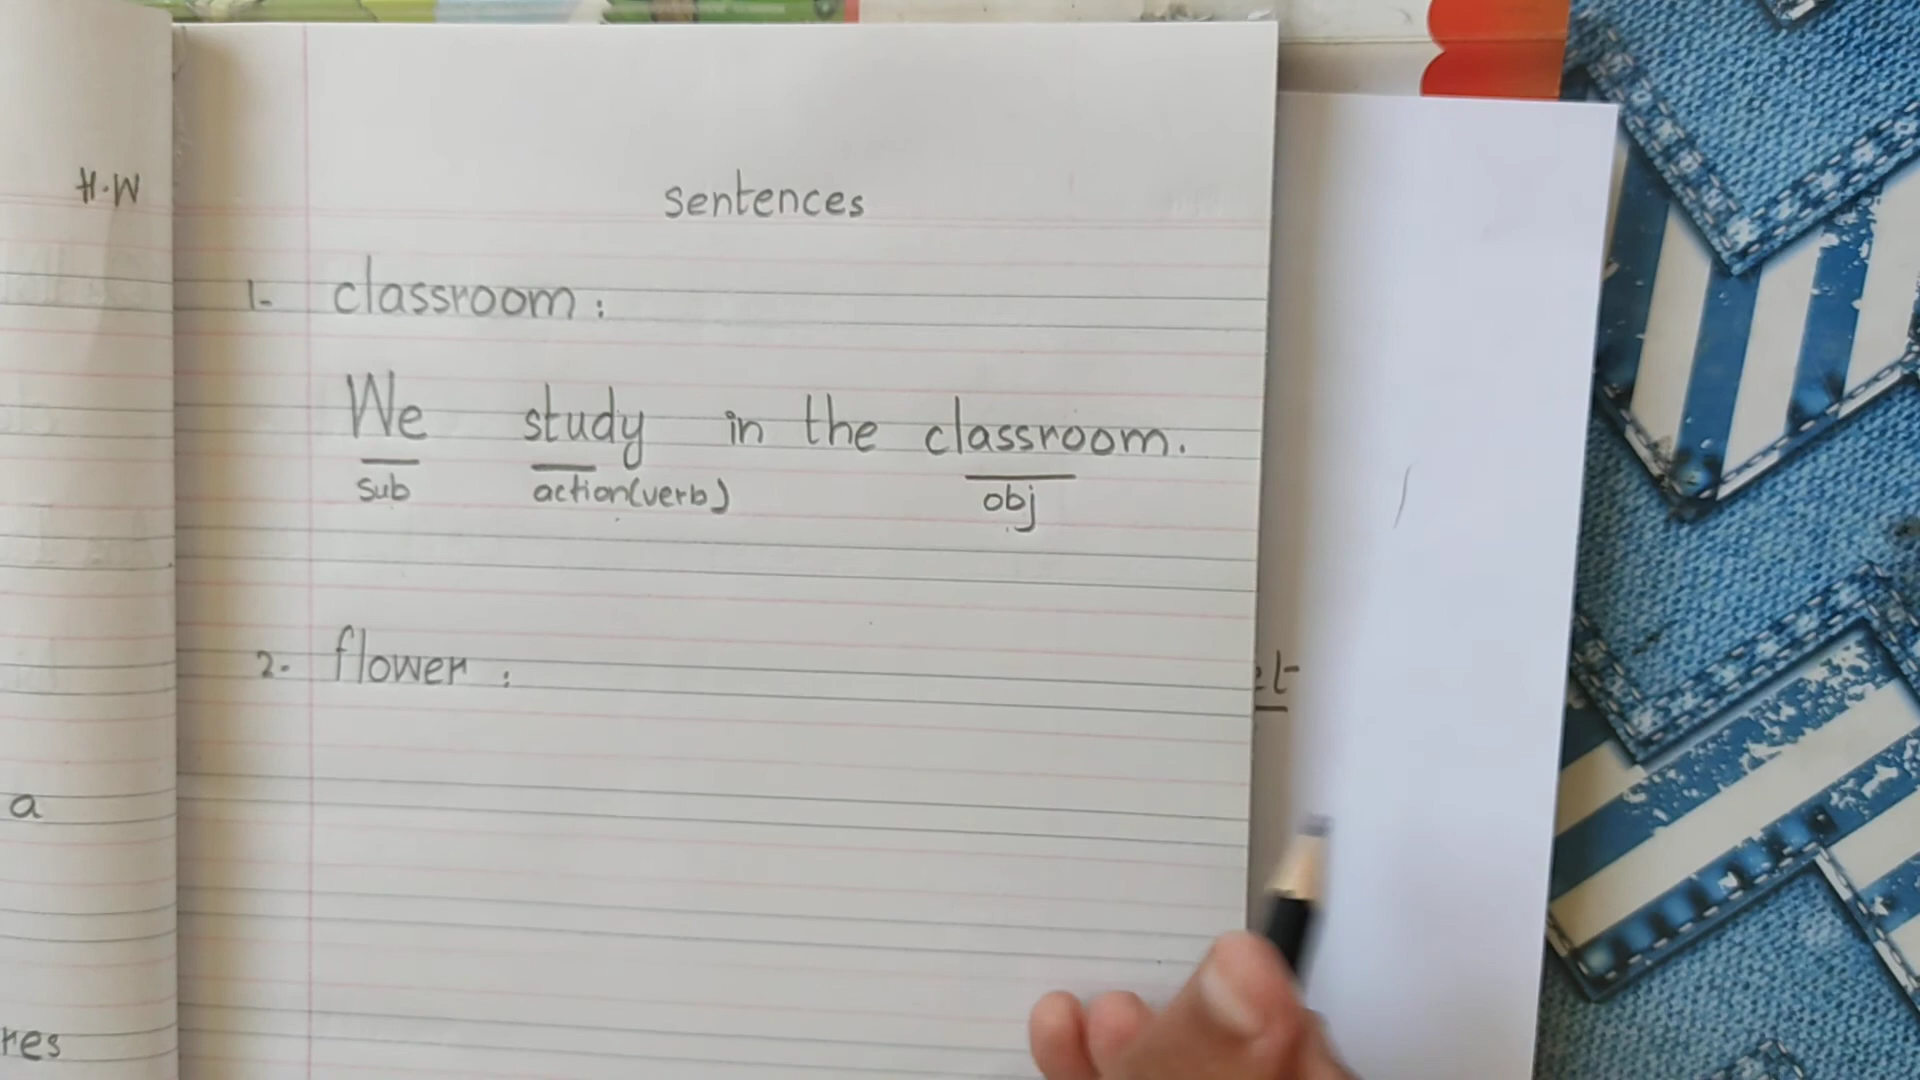 H.W
a
res
sentences
1- classroom :
We study in the classroom.
sub action(verb) obj
2- flower :